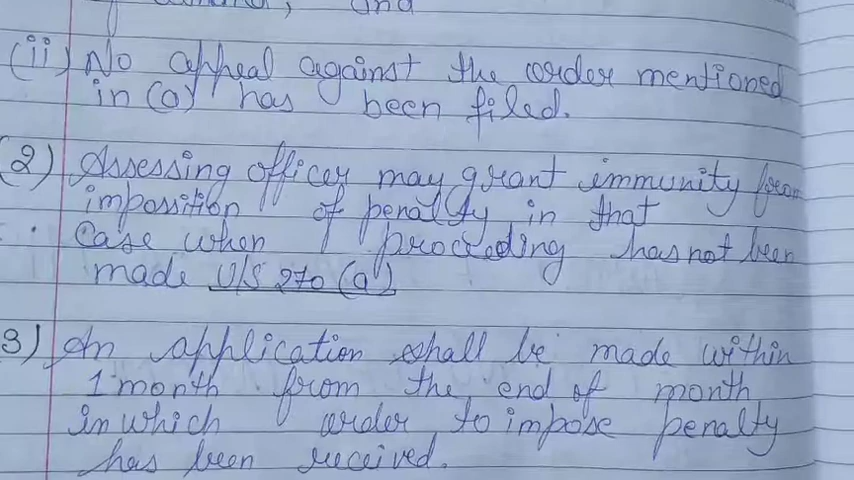 and
(ii) No appeal against the order mentioned
in (a) has been filed.
(2) Assessing officer may grant immunity from
impossition of penalty in that
case when proceeding has not been
made U/S 270 (a)
3) An application shall be made within
1 month from the end of month
in which order to impose penalty
has been received.